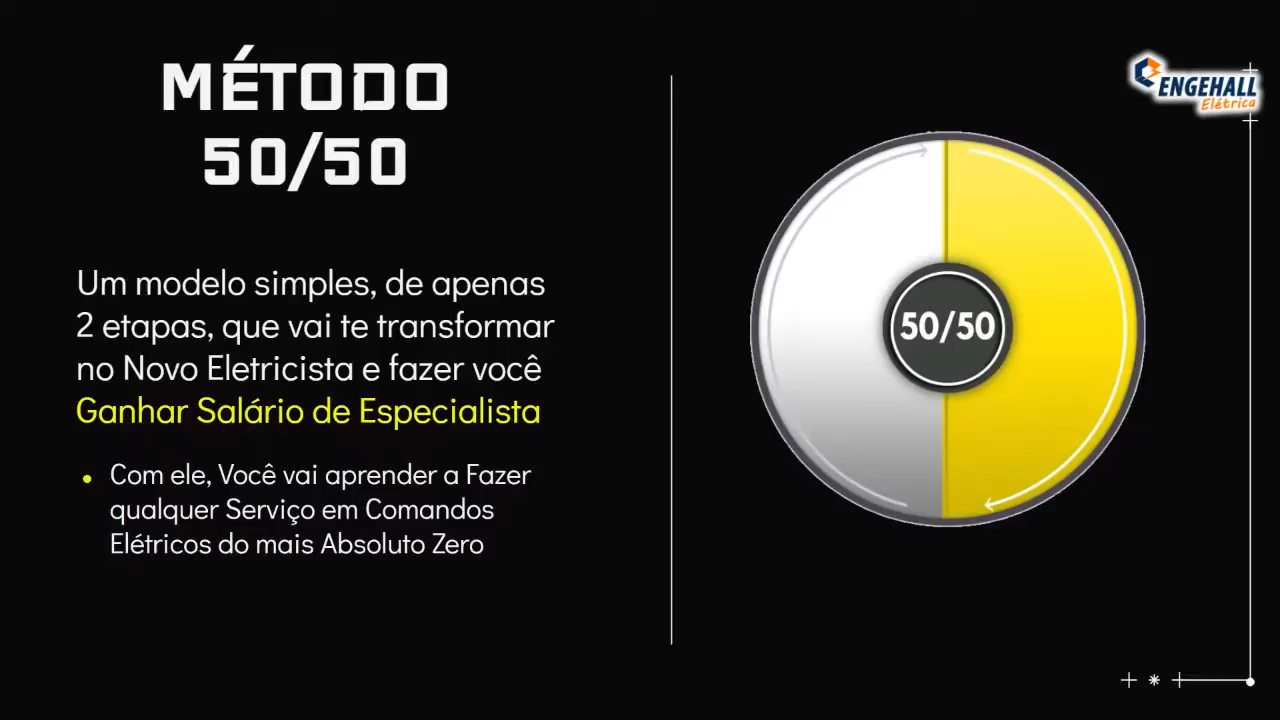 MÉTODO
50/50
Um modelo simples, de apenas
2 etapas, que vai te transformar
no Novo Eletricista e fazer você
Ganhar Salário de Especialista
• Com ele, Você vai aprender a Fazer
qualquer Serviço em Comandos
Elétricos do mais Absoluto Zero
ENGEHALL
Elétrica
50/50